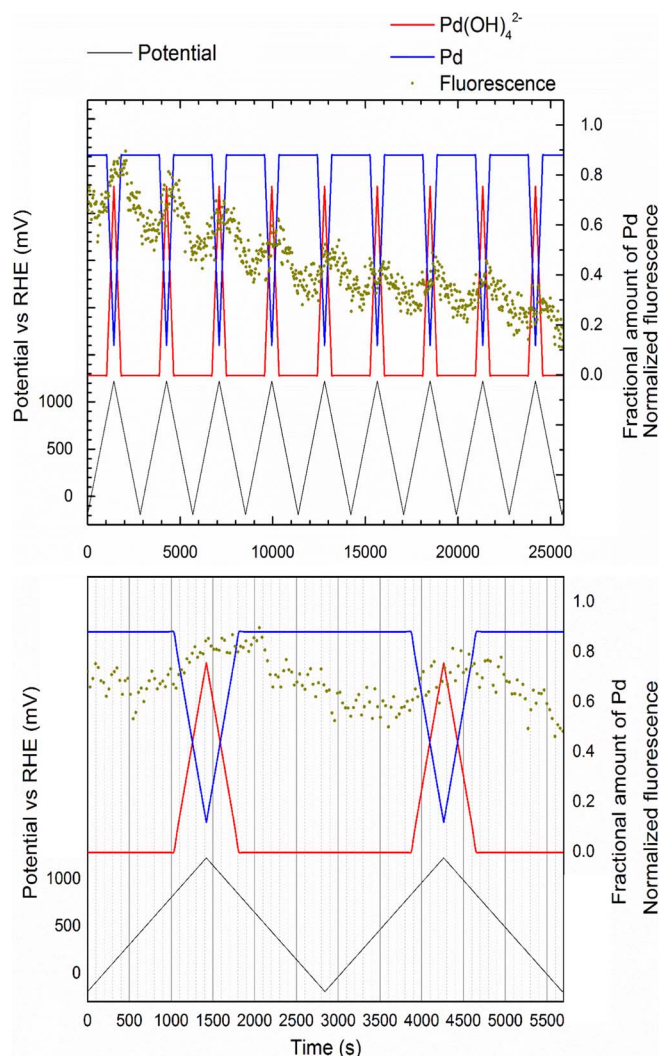 Pd(OH)₄²⁻
Potential
Pd
Fluorescence
Potential vs RHE (mV)
1000
500
0
1.0
0.8
0.6
0.4
0.2
0.0
Fractional amount of Pd
Normalized fluorescence
0 5000 10000 15000 20000 25000
Potential vs RHE (mV)
1000
500
0
1.0
0.8
0.6
0.4
0.2
0.0
Fractional amount of Pd
Normalized fluorescence
0 500 1000 1500 2000 2500 3000 3500 4000 4500 5000 5500
Time (s)